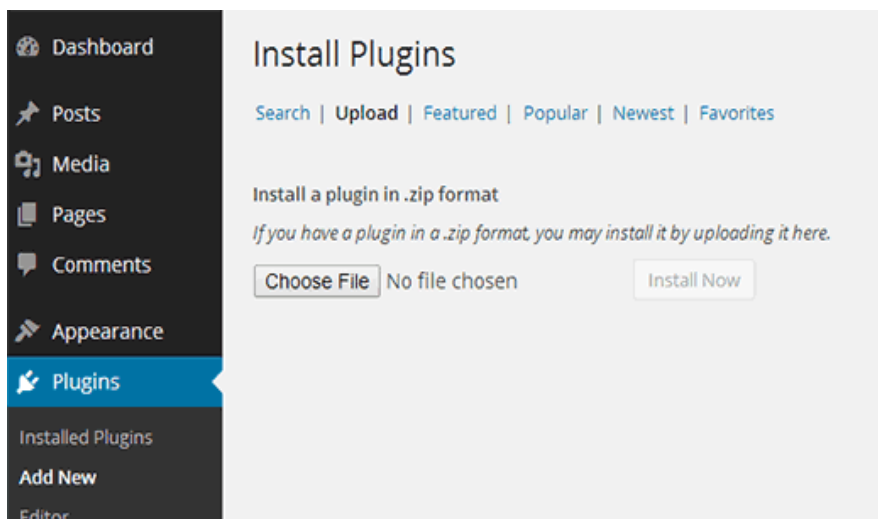 Dashboard
Posts
Media
Pages
Comments
Appearance
Plugins
Installed Plugins
Add New
Editor
Install Plugins
Search | Upload | Featured | Popular | Newest | Favorites
Install a plugin in .zip format
If you have a plugin in a .zip format, you may install it by uploading it here.
Choose File No file chosen Install Now